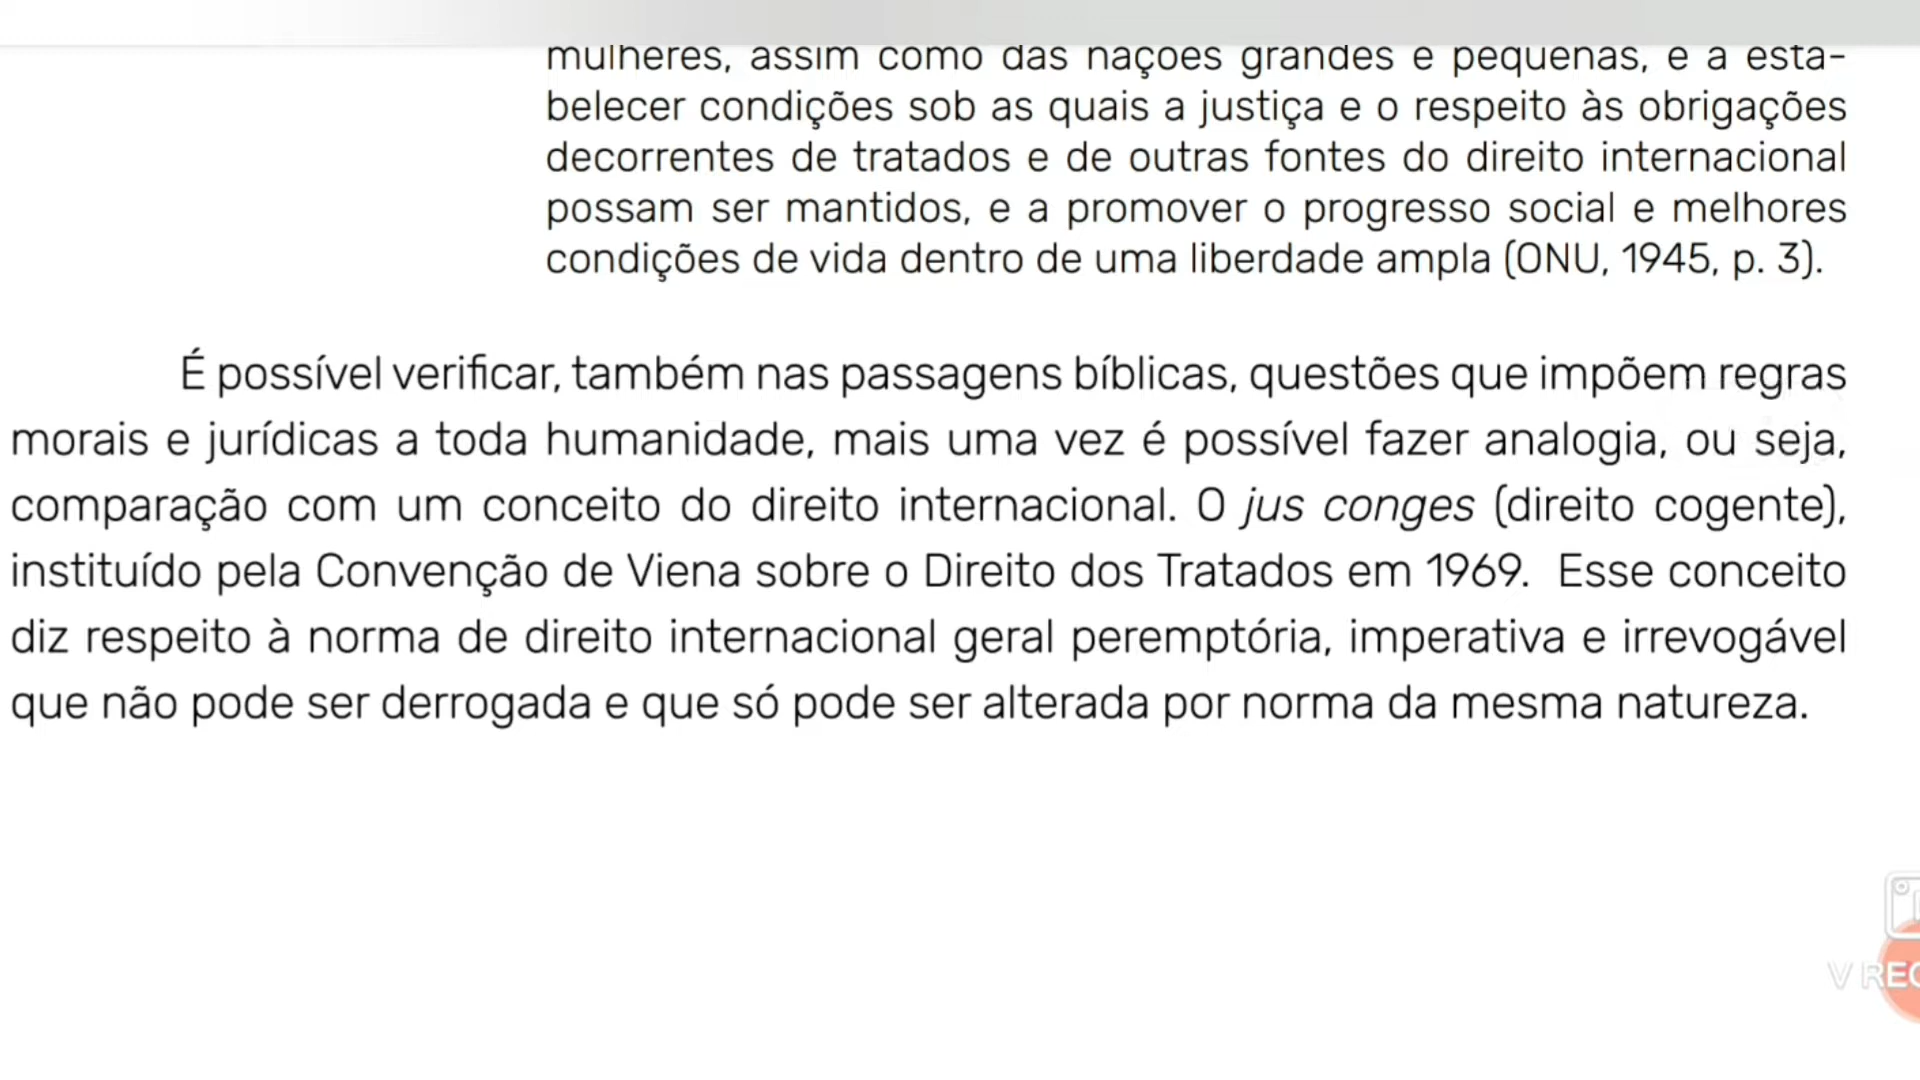 mulheres, assim como das nações grandes e pequenas, e a esta-
belecer condições sob as quais a justiça e o respeito às obrigações
decorrentes de tratados e de outras fontes do direito internacional
possam ser mantidos, e a promover o progresso social e melhores
condições de vida dentro de uma liberdade ampla (ONU, 1945, p. 3).
É possível verificar, também nas passagens bíblicas, questões que impõem regras
morais e jurídicas a toda humanidade, mais uma vez é possível fazer analogia, ou seja,
comparação com um conceito do direito internacional. O jus conges (direito cogente),
instituído pela Convenção de Viena sobre o Direito dos Tratados em 1969. Esse conceito
diz respeito à norma de direito internacional geral peremptória, imperativa e irrevogável
que não pode ser derrogada e que só pode ser alterada por norma da mesma natureza.
V REC